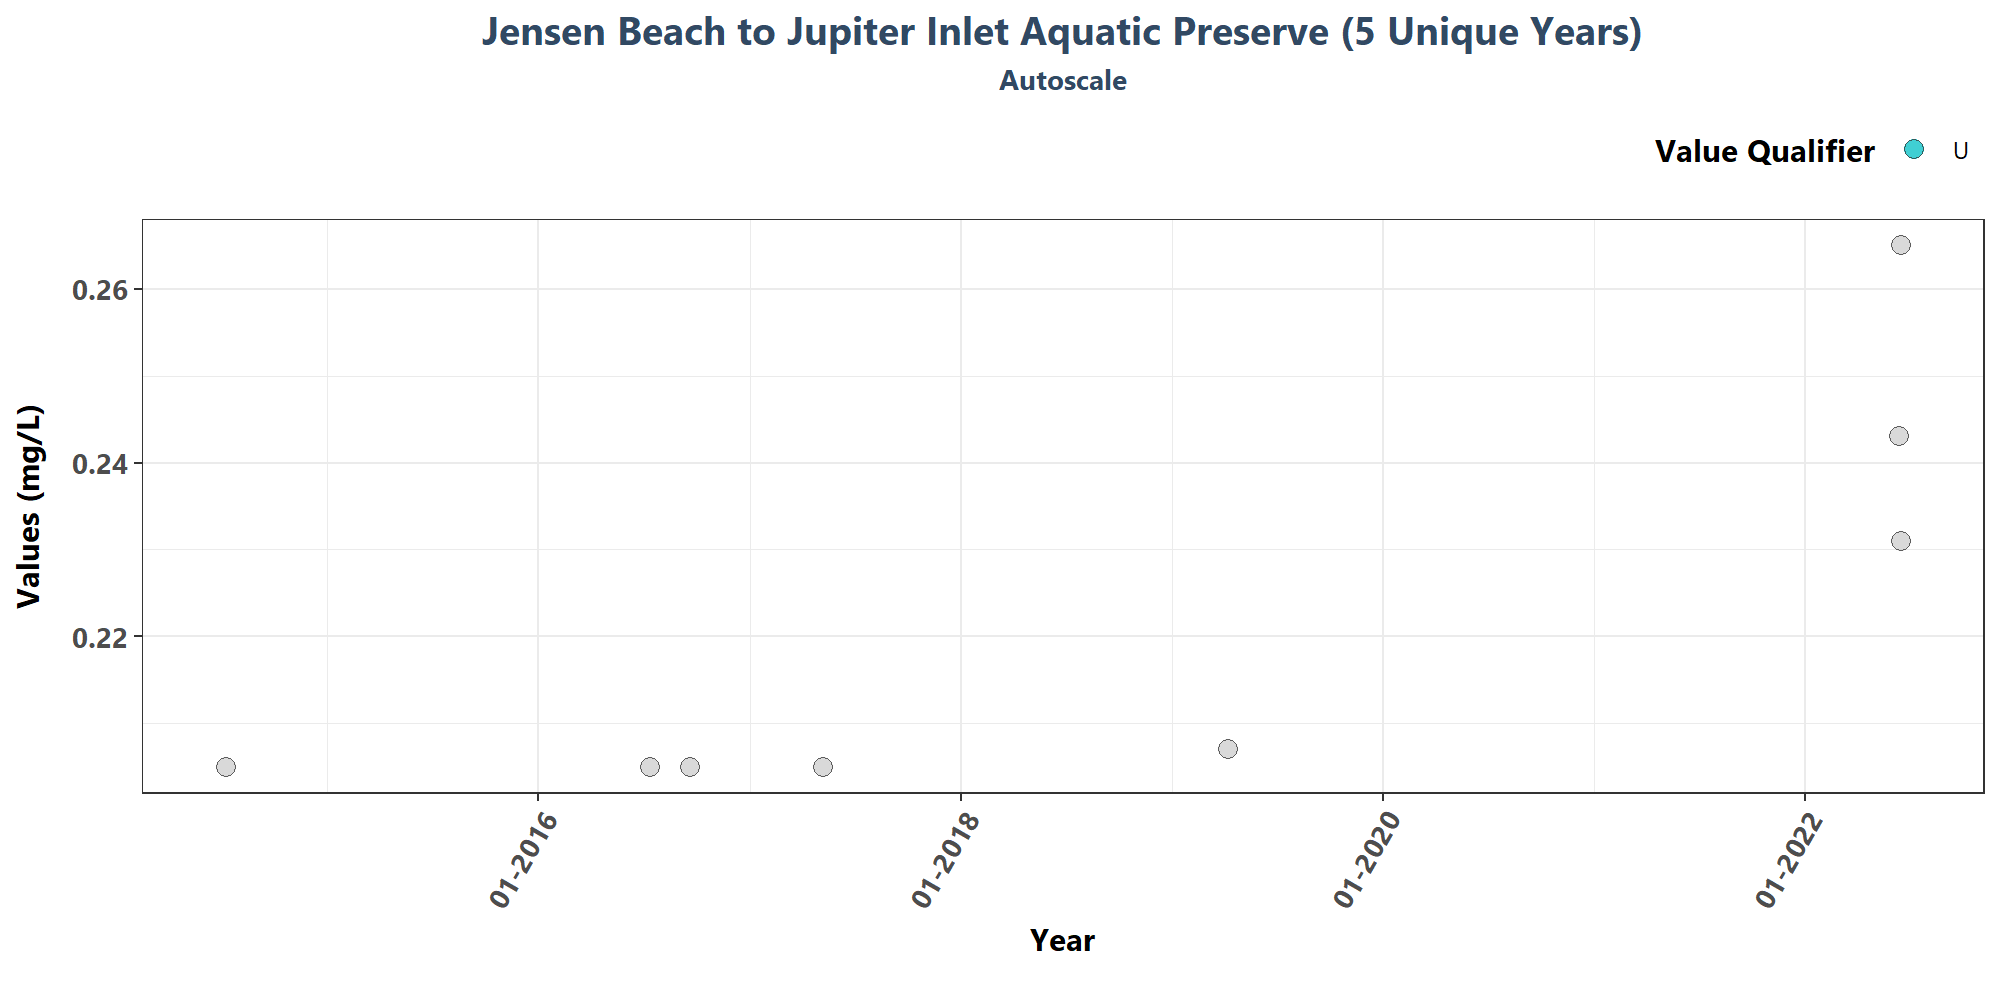 Jensen Beach to Jupiter Inlet Aquatic Preserve (5 Unique Years)
Autoscale
Value Qualifier U
0.26
0.24
0.22
Values (mg/L)
01-2016
01-2018
01-2020
01-2022
Year